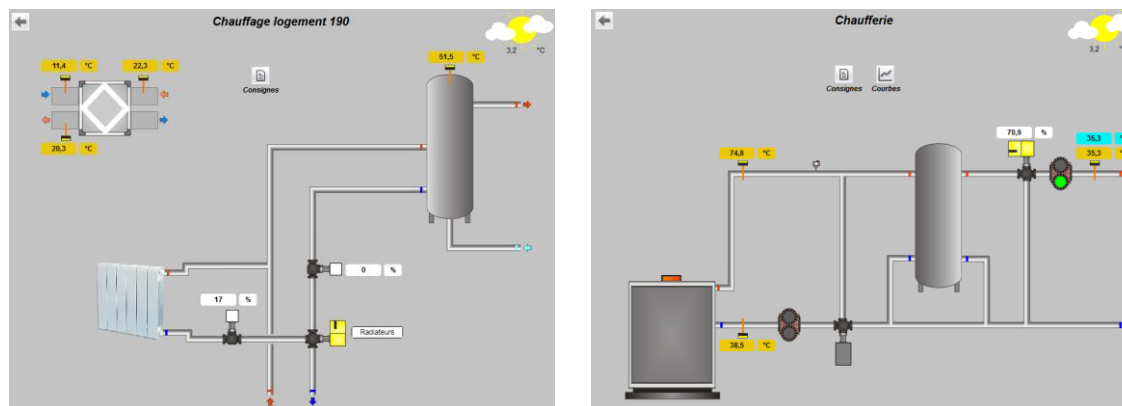 Chauffage logement 190
3,2 °C
11,4 °C
22,3 °C
51,5 °C
Consignes
20,3 °C
0 %
17 %
Radiateurs
Chaufferie
3,2 °C
Consignes
Courbes
70,9 %
35,3 °
74,8 °C
35,3 °C
38,5 °C